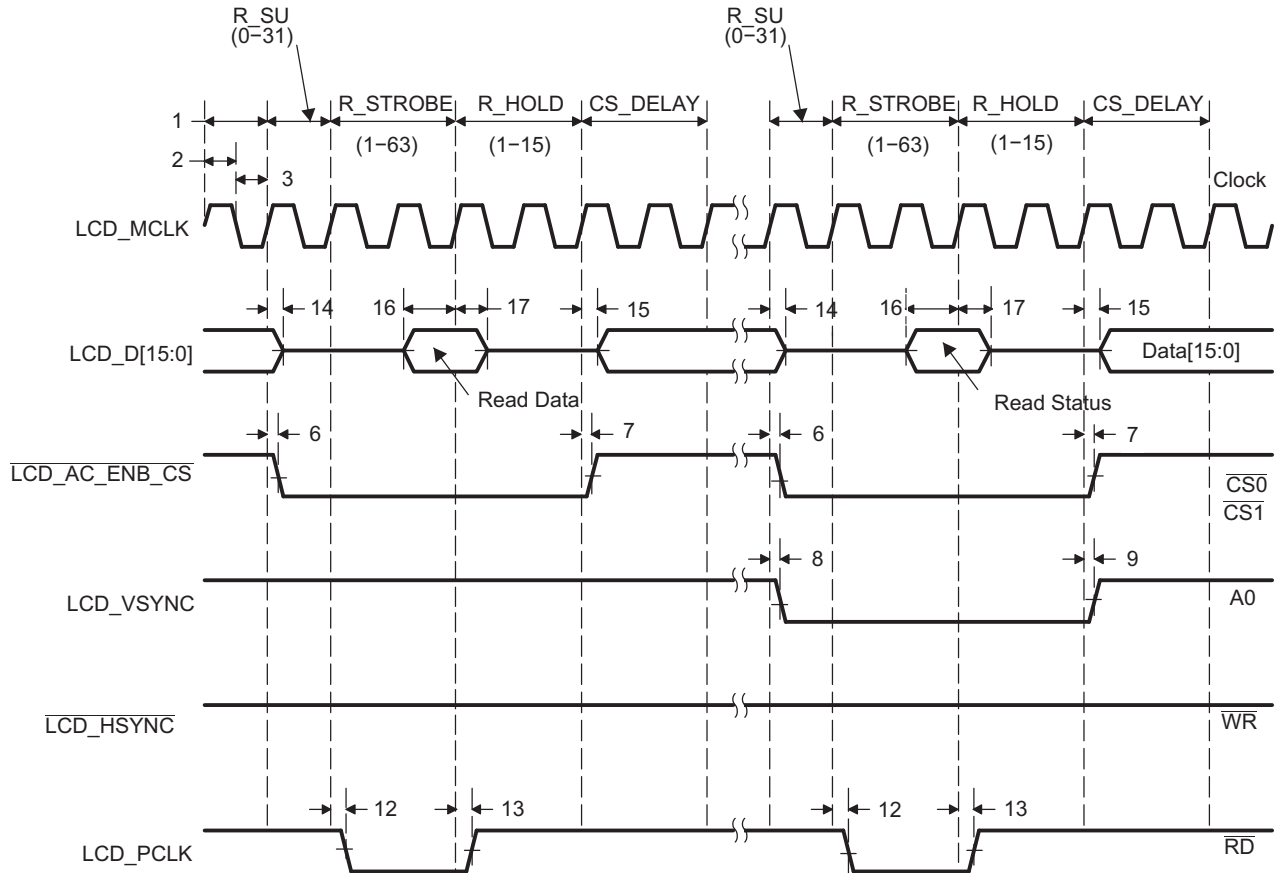 R_SU
(0−31)
R_SU
(0−31)
1
R_STROBE
R_HOLD
CS_DELAY
R_STROBE
R_HOLD
CS_DELAY
(1−63)
(1−15)
(1−63)
(1−15)
2
3
Clock
LCD_MCLK
14
16
17
15
14
16
17
15
LCD_D[15:0]
Data[15:0]
Read Data
Read Status
6
7
6
7
LCD_AC_ENB_CS
CS0
CS1
8
9
LCD_VSYNC
A0
LCD_HSYNC
WR
12
13
12
13
LCD_PCLK
RD